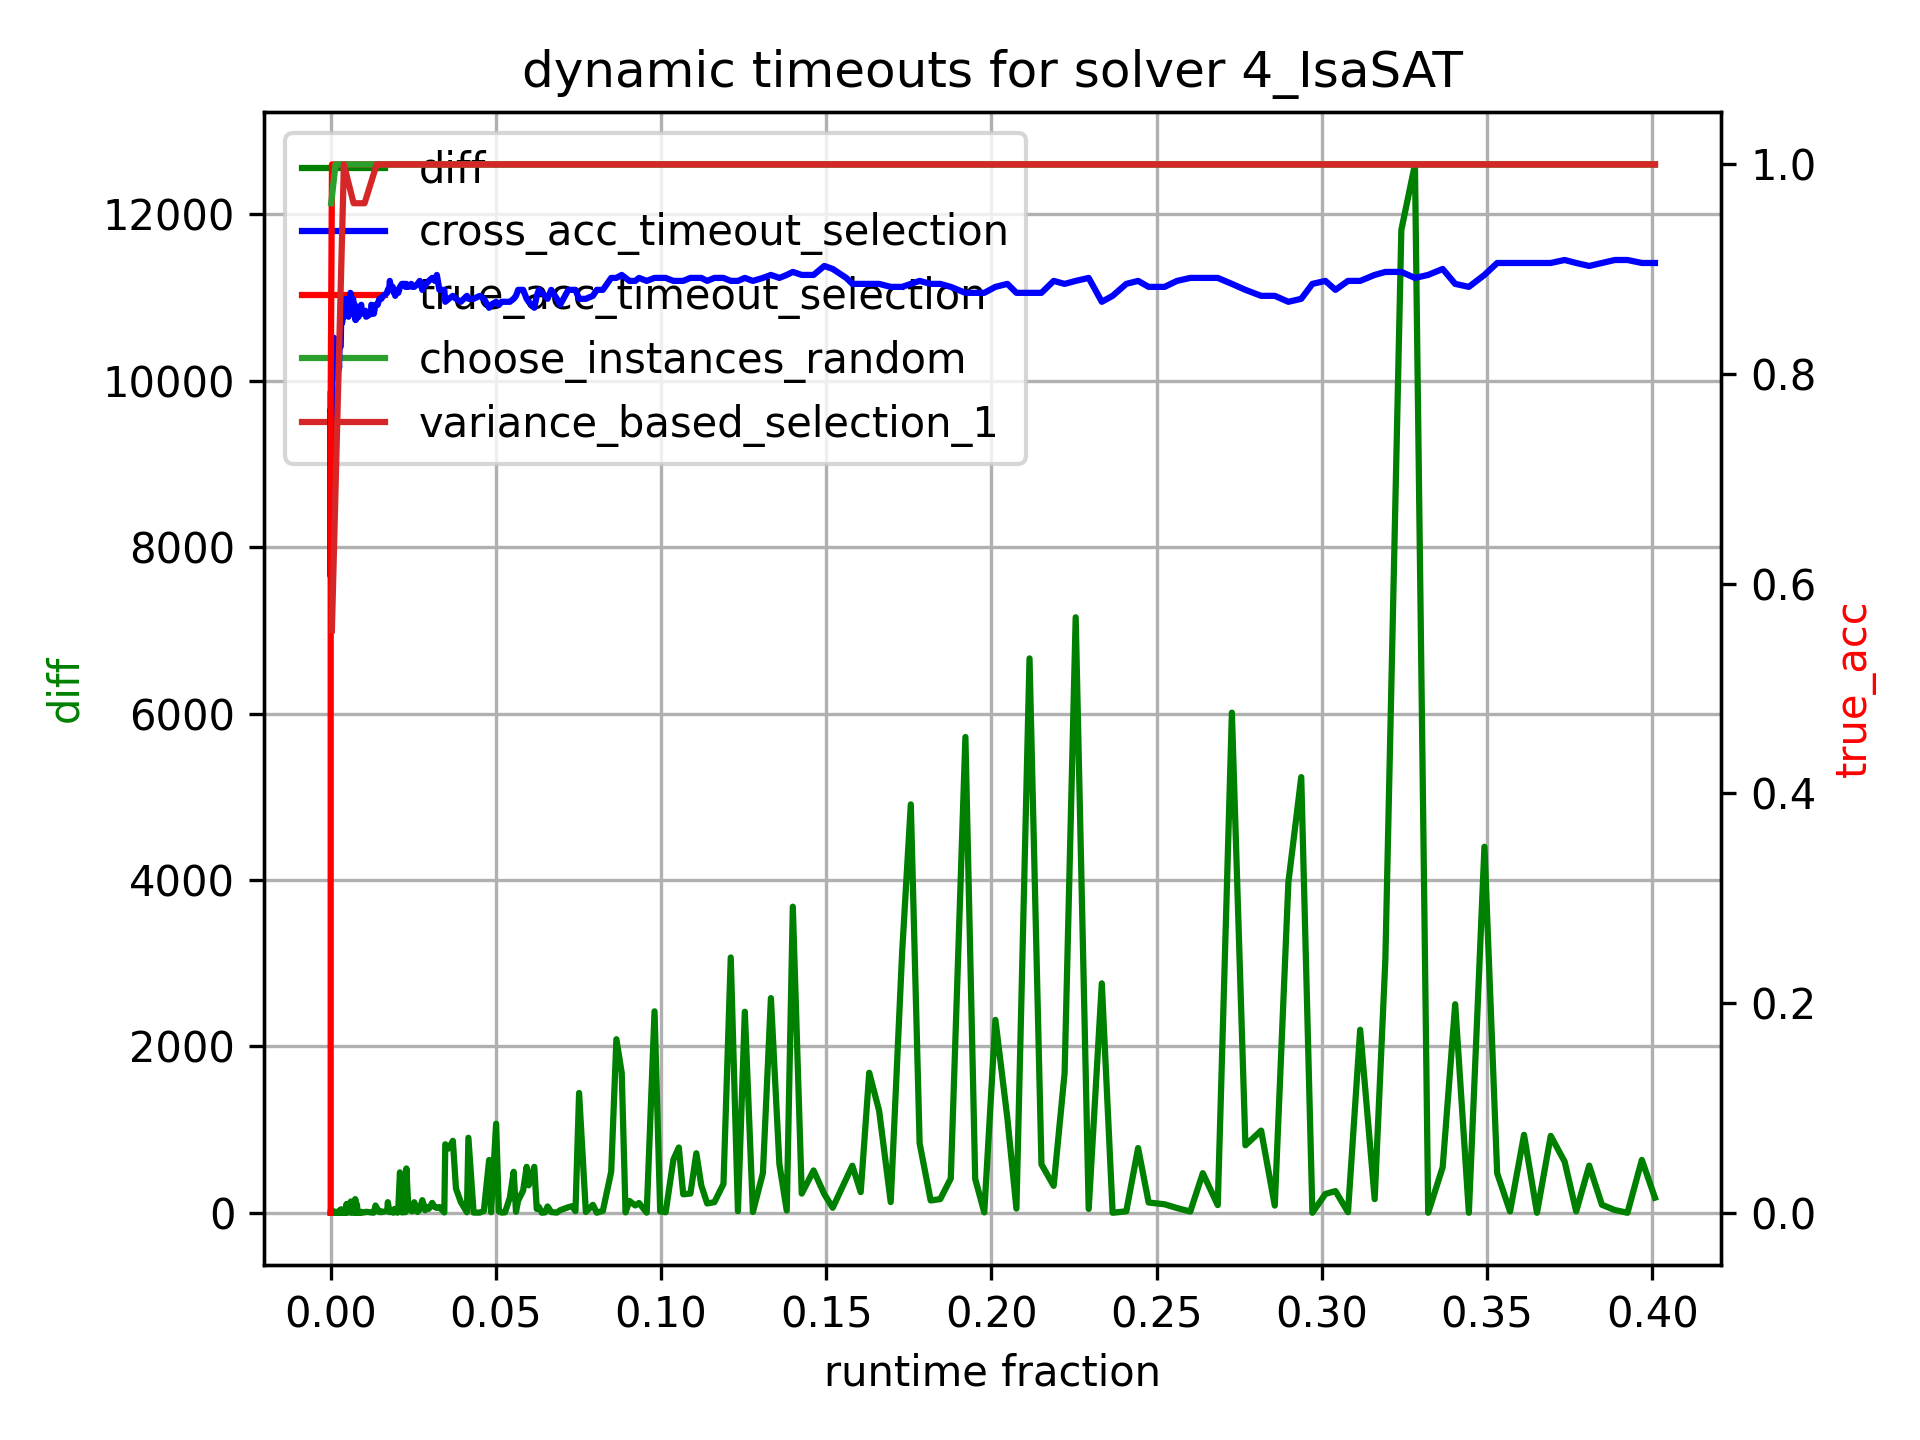 dynamic timeouts for solver 4_IsaSAT
diff
cross_acc_timeout_selection
true_acc_timeout_selection
choose_instances_random
variance_based_selection_1
12000
10000
8000
6000
4000
2000
0
diff
1.0
0.8
0.6
0.4
0.2
0.0
true_acc
0.00 0.05 0.10 0.15 0.20 0.25 0.30 0.35 0.40
runtime fraction